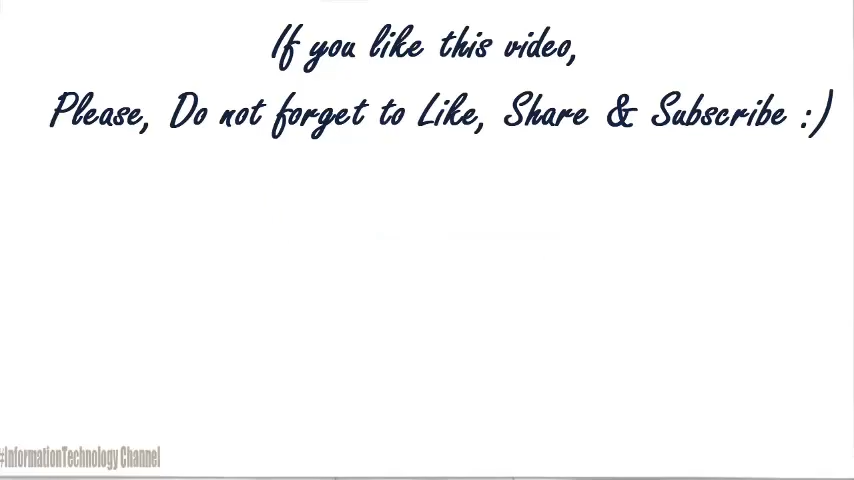 If you like this video,
Please, Do not forget to Like, Share & Subscribe :)
#InformationTechnology Channel